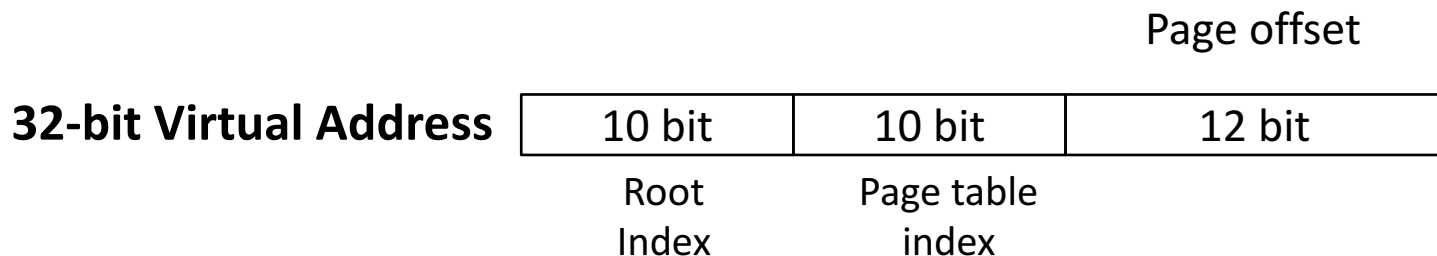 Page offset
32-bit Virtual Address 10 bit 10 bit 12 bit
Root Page table
Index index